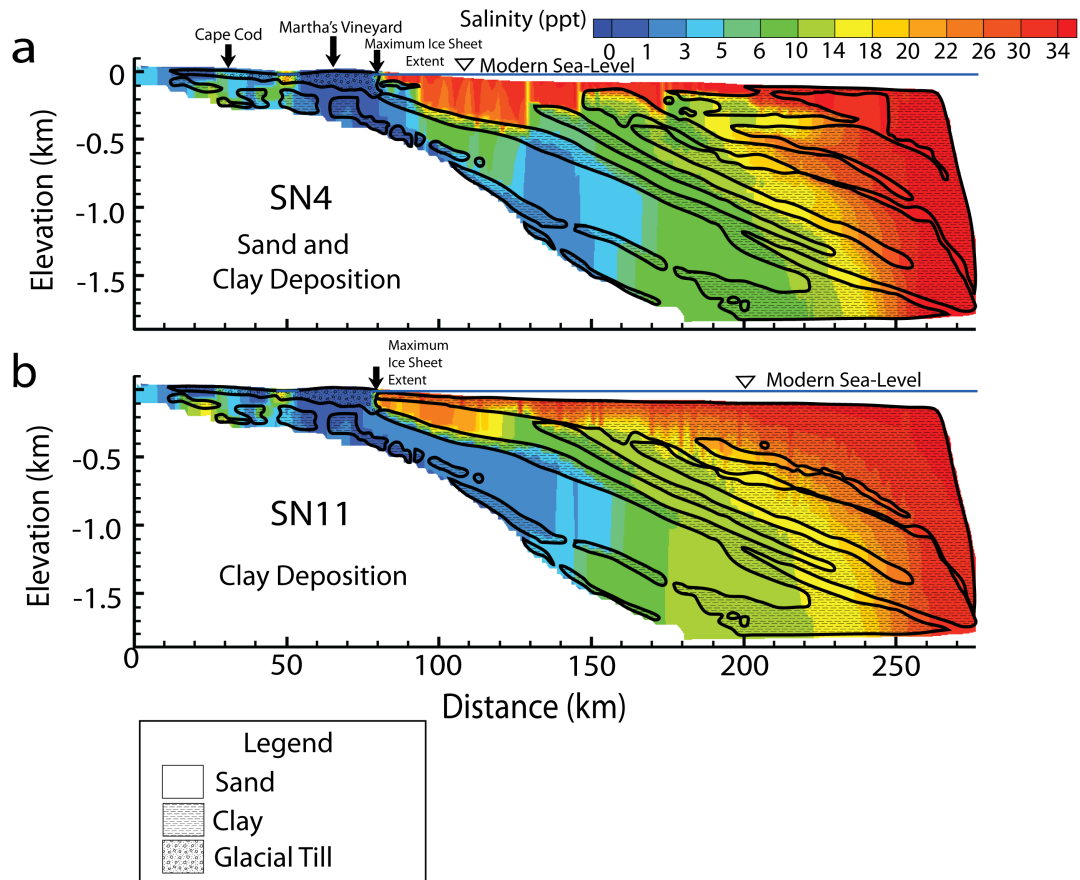 Salinity (ppt)
0 1 3 5 6 10 14 18 20 22 26 30 34
a
Cape Cod
Martha's Vineyard
Maximum Ice Sheet
Extent
Modern Sea-Level
Elevation (km)
0
-0.5
-1.0
-1.5
SN4
Sand and
Clay Deposition
b
Maximum
Ice Sheet
Extent
Modern Sea-Level
Elevation (km)
-0.5
-1.0
-1.5
SN11
Clay Deposition
0 50 100 150 200 250
Distance (km)
Legend
Sand
Clay
Glacial Till